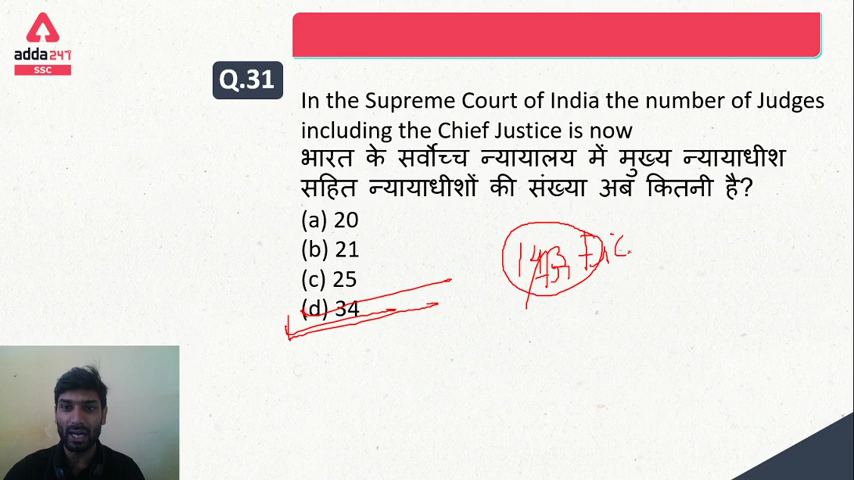 adda247
SSC
Q.31
In the Supreme Court of India the number of Judges
including the Chief Justice is now
भारत के सर्वोच्च न्यायालय में मुख्य न्यायाधीश
सहित न्यायाधीशों की संख्या अब कितनी है?
(a) 20
(b) 21
(c) 25
(d) 34